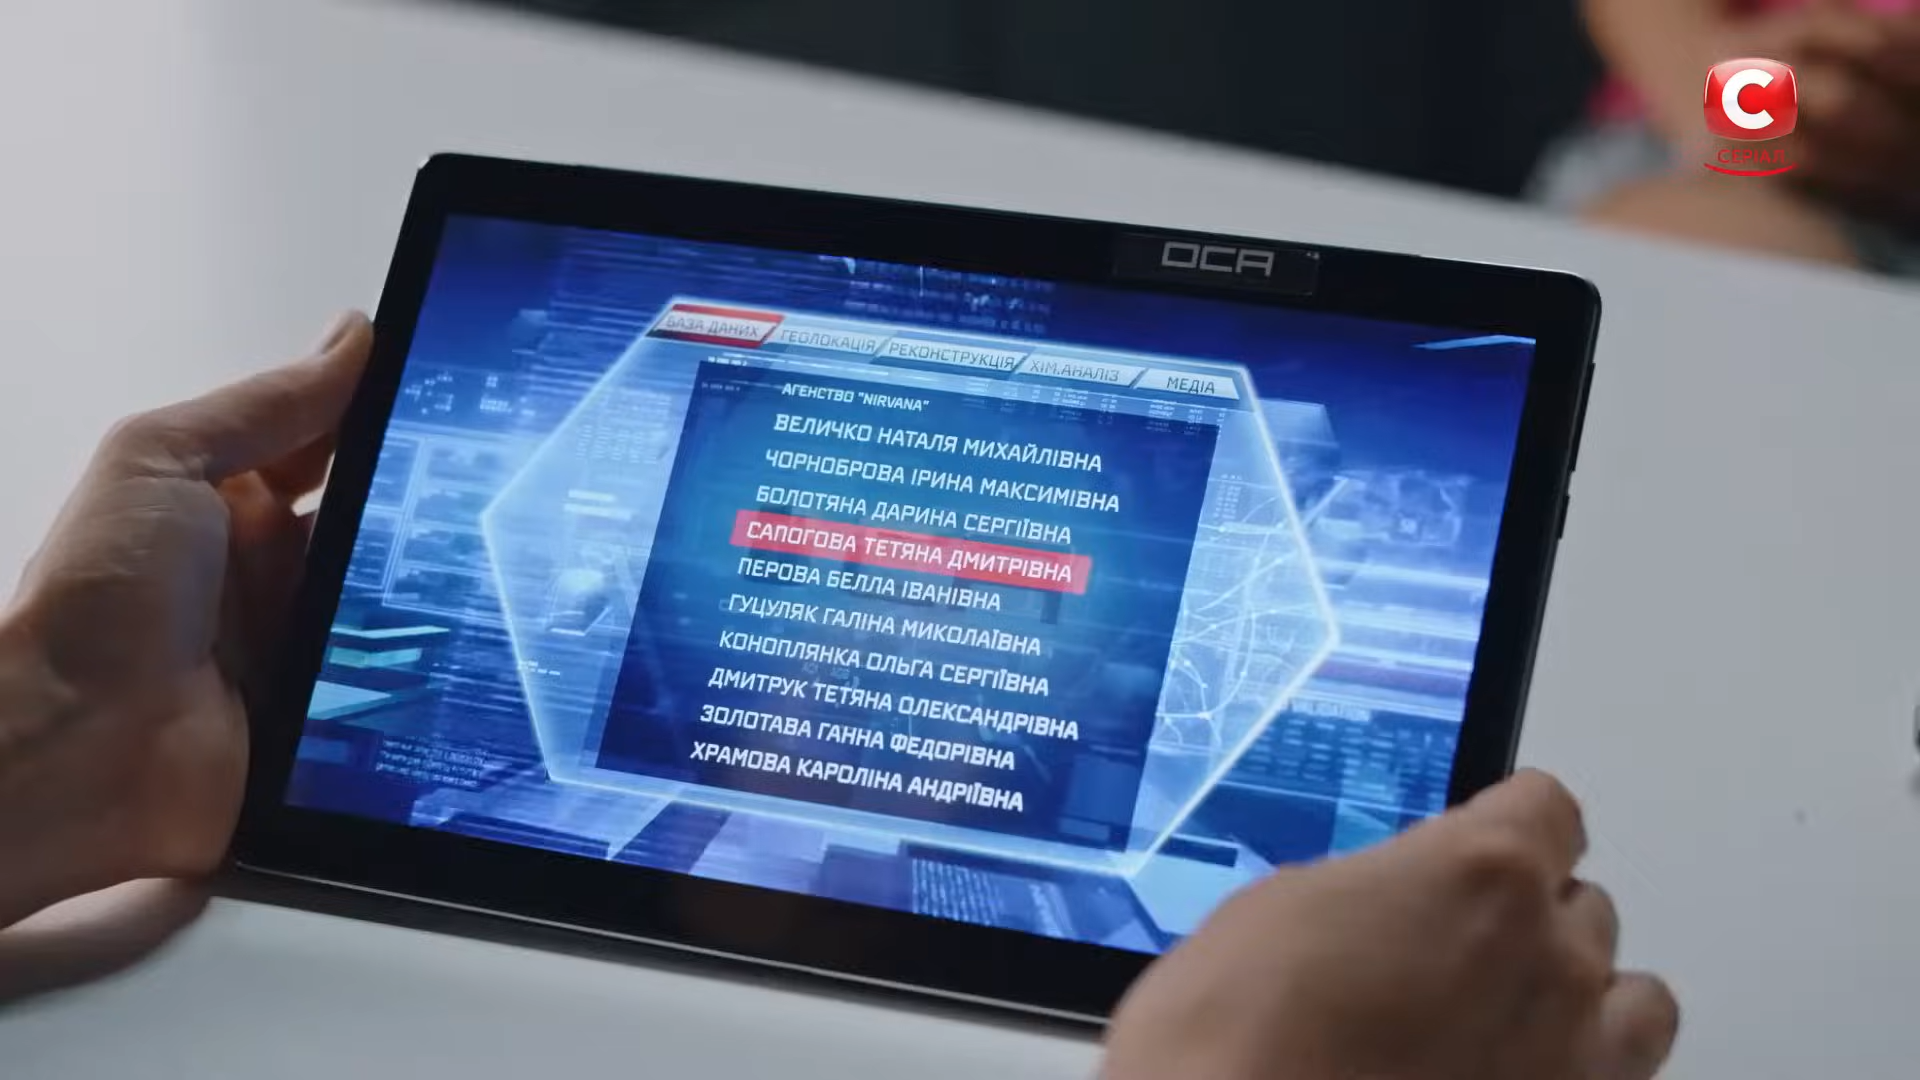 СЕРІАЛ
ОСА
БАЗА ДАНИХ
ГЕОЛОКАЦІЯ
РЕКОНСТРУКЦІЯ
ХІМ.АНАЛІЗ
МЕДІА
АГЕНСТВО "NIRVANA"
ВЕЛИЧКО НАТАЛЯ МИХАЙЛІВНА
ЧОРНОБРОВА ІРИНА МАКСИМІВНА
БОЛОТЯНА ДАРИНА СЕРГІЇВНА
САПОГОВА ТЕТЯНА ДМИТРІВНА
ПЕРОВА БЕЛЛА ІВАНІВНА
ГУЦУЛЯК ГАЛІНА МИКОЛАЇВНА
КОНОПЛЯНКА ОЛЬГА СЕРГІЇВНА
ДМИТРУК ТЕТЯНА ОЛЕКСАНДРІВНА
ЗОЛОТАВА ГАННА ФЕДОРІВНА
ХРАМОВА КАРОЛІНА АНДРІЇВНА